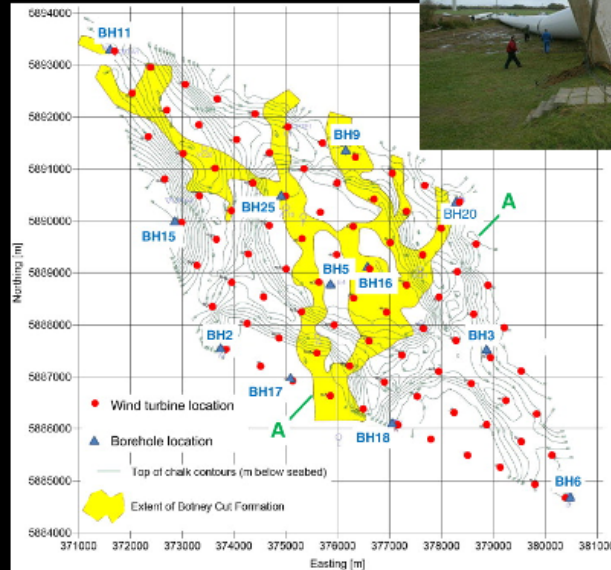 5894000
BH11
5893000
5892000
BH9
5891000
BH25
BH20
A
5890000
BH15
Northing [m]
BH5
5889000
BH16
5888000
BH2
BH3
5887000
BH17
Wind turbine location
A
5886000
Borehole location
BH18
Top of chalk contours (m below seabed)
5885000
BH6
Extent of Botney Cut Formation
5884000
371000 372000 373000 374000 375000 376000 377000 378000 379000 380000 381000
Easting [m]